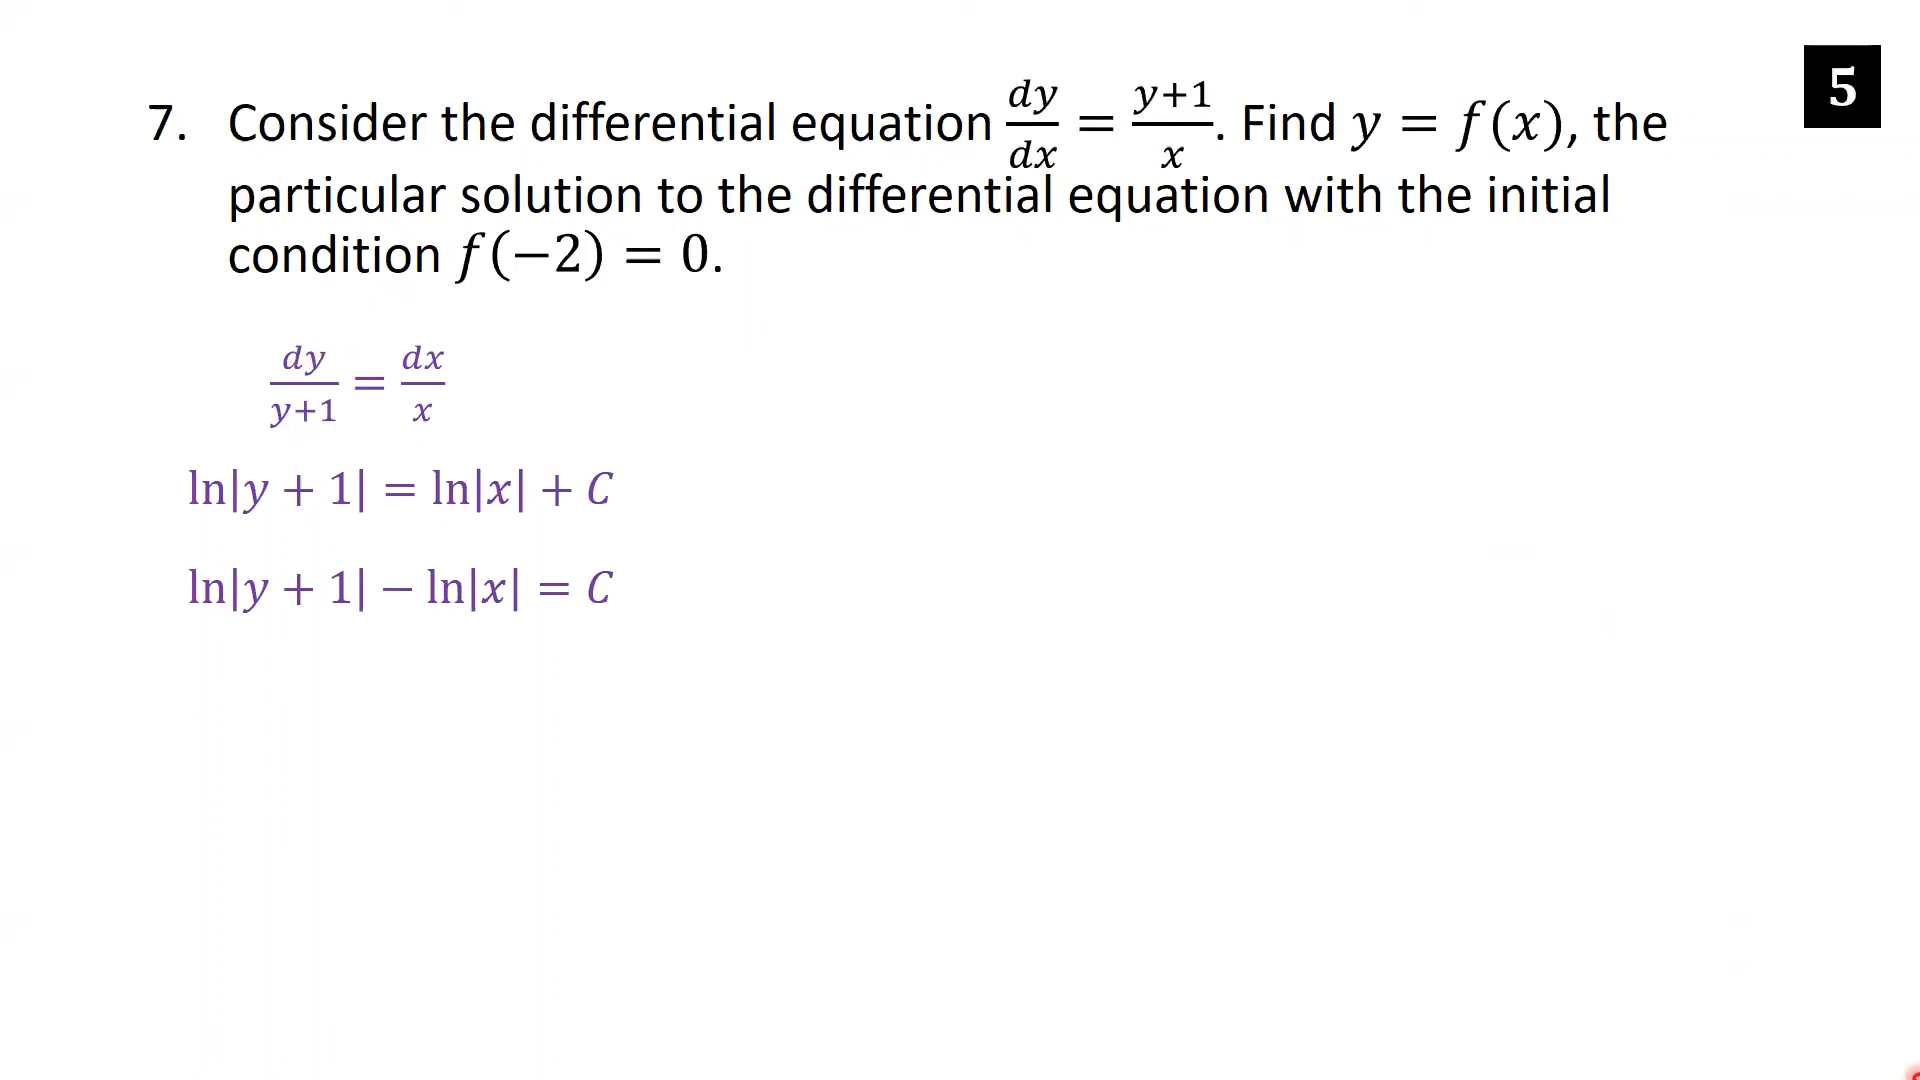 5
7. Consider the differential equation dy/dx = y+1/x. Find y = f(x), the
particular solution to the differential equation with the initial
condition f(−2) = 0.
dy/y+1 = dx/x
ln|y + 1| = ln|x| + C
ln|y + 1| − ln|x| = C